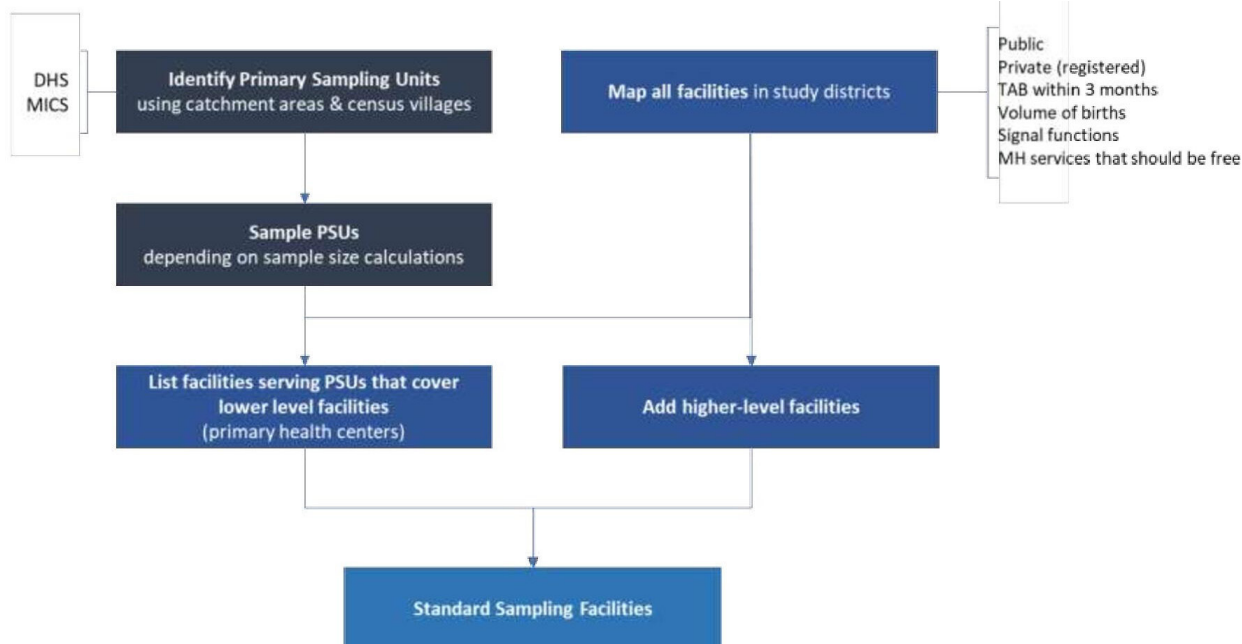 DHS
MICS
Identify Primary Sampling Units
using catchment areas & census villages
Map all facilities in study districts
Public
Private (registered)
TAB within 3 months
Volume of births
Signal functions
MH services that should be free
Sample PSUs
depending on sample size calculations
List facilities serving PSUs that cover
lower level facilities
(primary health centers)
Add higher-level facilities
Standard Sampling Facilities